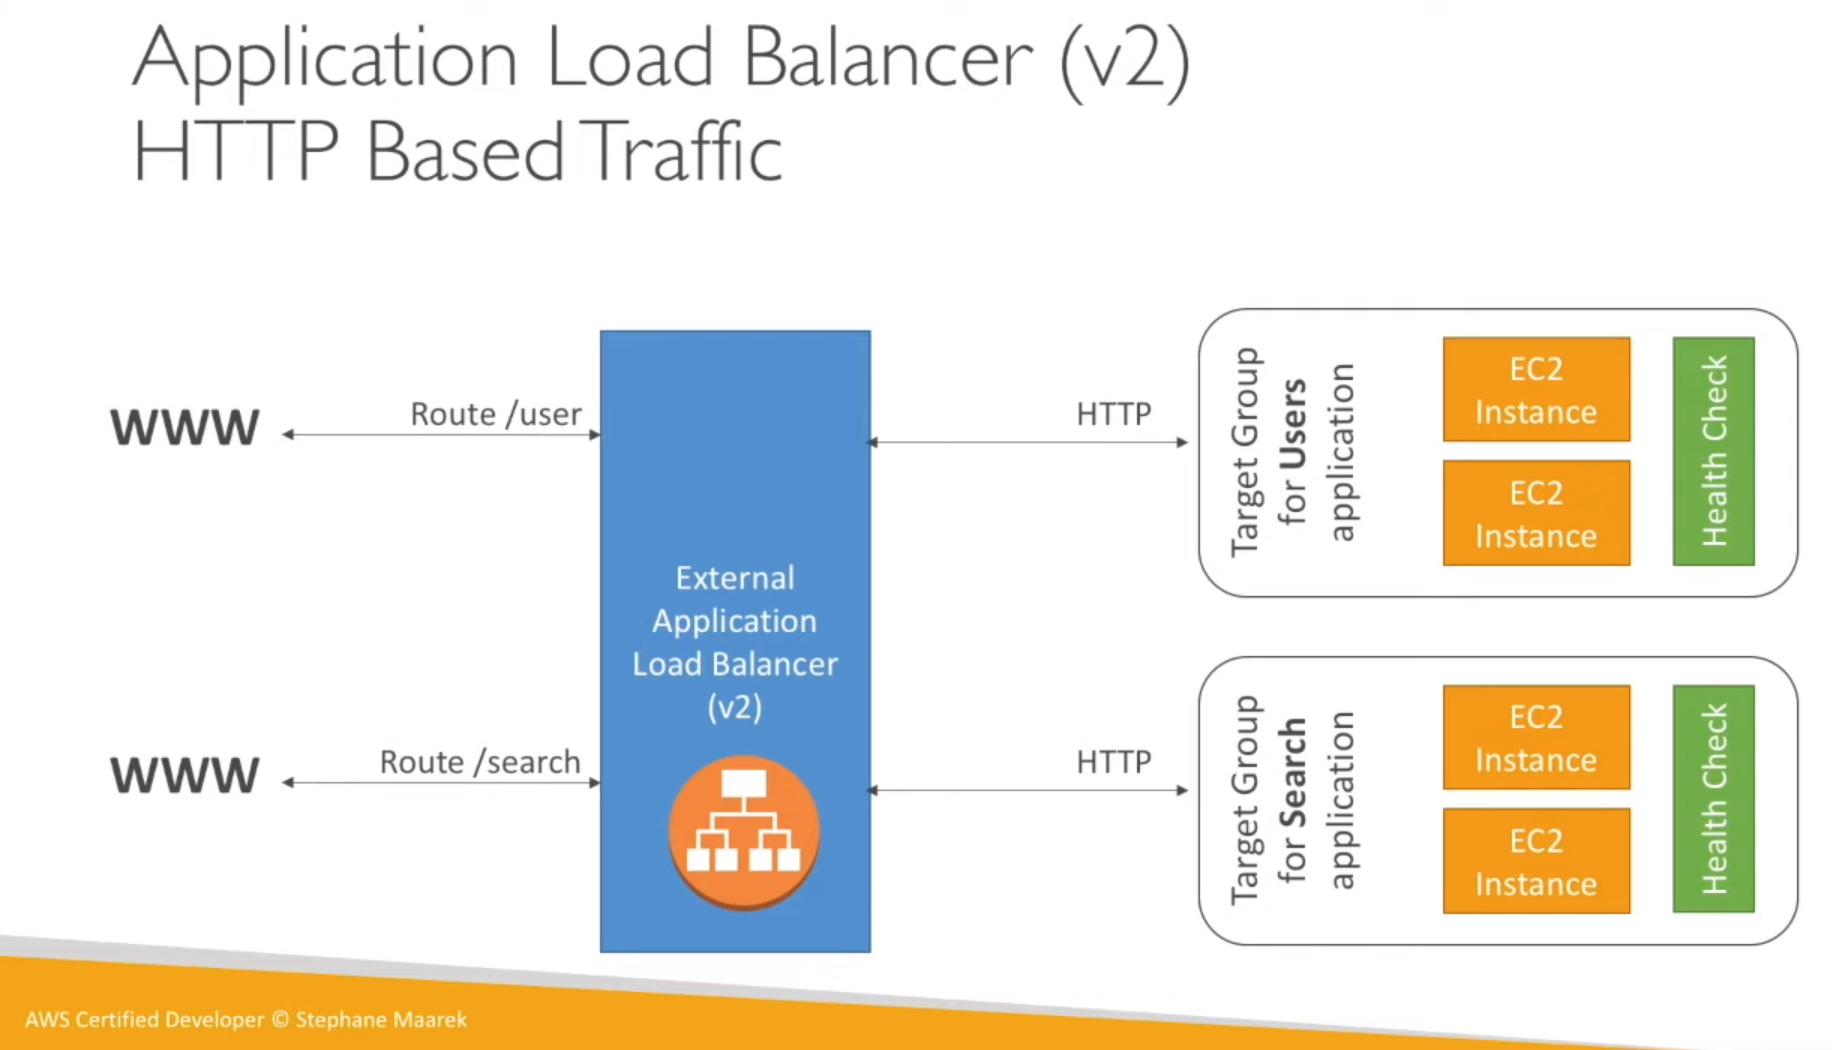 Application Load Balancer (v2)
HTTP Based Traffic
WWW
Route /user
HTTP
Target Group
for Users
application
EC2
Instance
EC2
Instance
Health Check
External
Application
Load Balancer
(v2)
WWW
Route /search
HTTP
Target Group
for Search
application
EC2
Instance
EC2
Instance
Health Check
AWS Certified Developer © Stephane Maarek